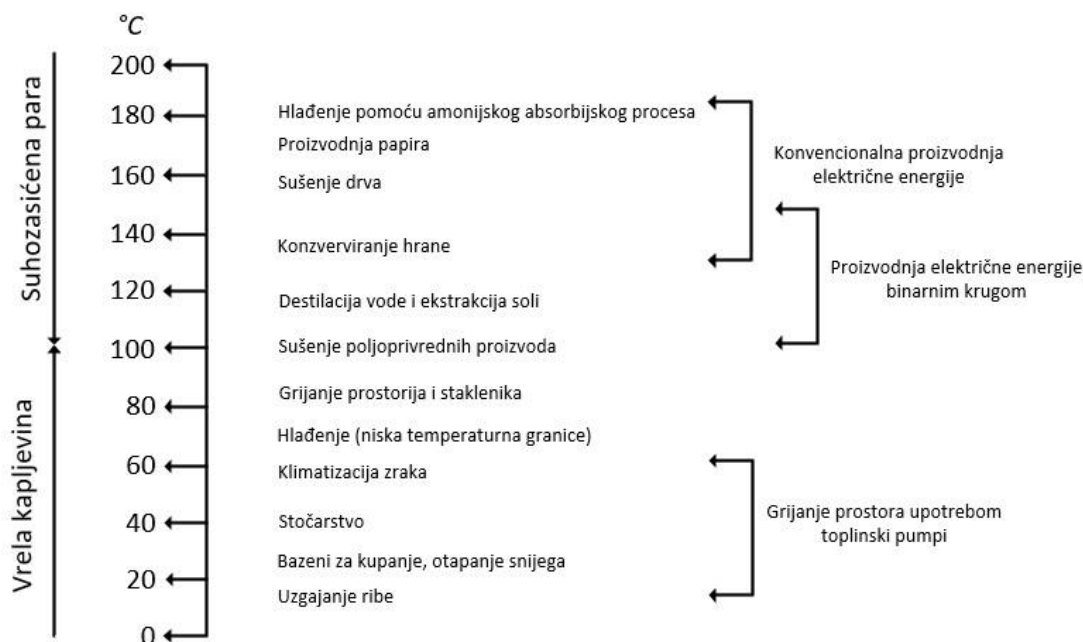 °C
200
180
160
140
120
100
80
60
40
20
0
Suhozasićena para
Vrela kapljevina
Hlađenje pomoću amonijskog absorbijskog procesa
Proizvodnja papira
Sušenje drva
Konzverviranje hrane
Destilacija vode i ekstrakcija soli
Sušenje poljoprivrednih proizvoda
Grijanje prostorija i staklenika
Hlađenje (niska temperaturna granice)
Klimatizacija zraka
Stočarstvo
Bazeni za kupanje, otapanje snijega
Uzgajanje ribe
Konvencionalna proizvodnja
električne energije
Proizvodnja električne energije
binarnim krugom
Grijanje prostora upotrebom
toplinski pumpi